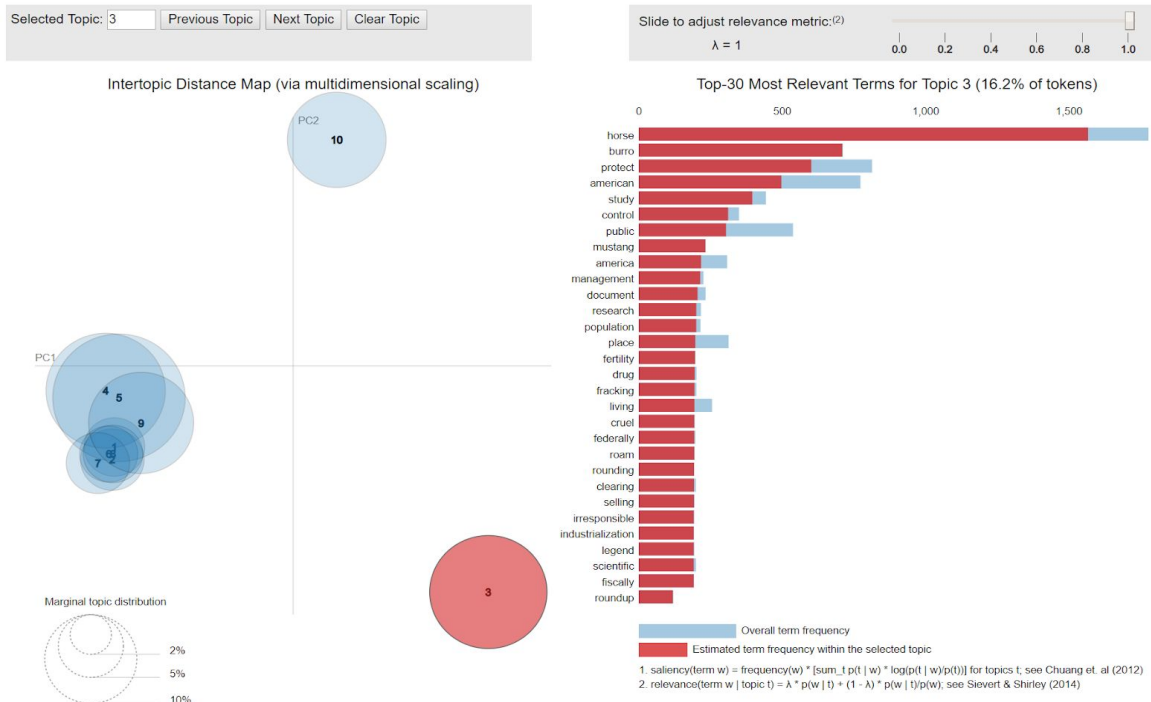 Selected Topic: 3 Previous Topic Next Topic Clear Topic
Slide to adjust relevance metric:(2)
λ = 1
0.0 0.2 0.4 0.6 0.8 1.0
Intertopic Distance Map (via multidimensional scaling)
PC2
10
PC1
4
5
9
1
6
2
7
3
Marginal topic distribution
2%
5%
10%
Top-30 Most Relevant Terms for Topic 3 (16.2% of tokens)
0 500 1,000 1,500
horse
burro
protect
american
study
control
public
mustang
america
management
document
research
population
place
fertility
drug
fracking
living
cruel
federally
roam
rounding
clearing
selling
irresponsible
industrialization
legend
scientific
fiscally
roundup
Overall term frequency
Estimated term frequency within the selected topic
1. saliency(term w) = frequency(w) * [sum_t p(t | w) * log(p(t | w)/p(t))] for topics t; see Chuang et. al (2012)
2. relevance(term w | topic t) = λ * p(w | t) + (1 - λ) * p(w | t)/p(w); see Sievert & Shirley (2014)